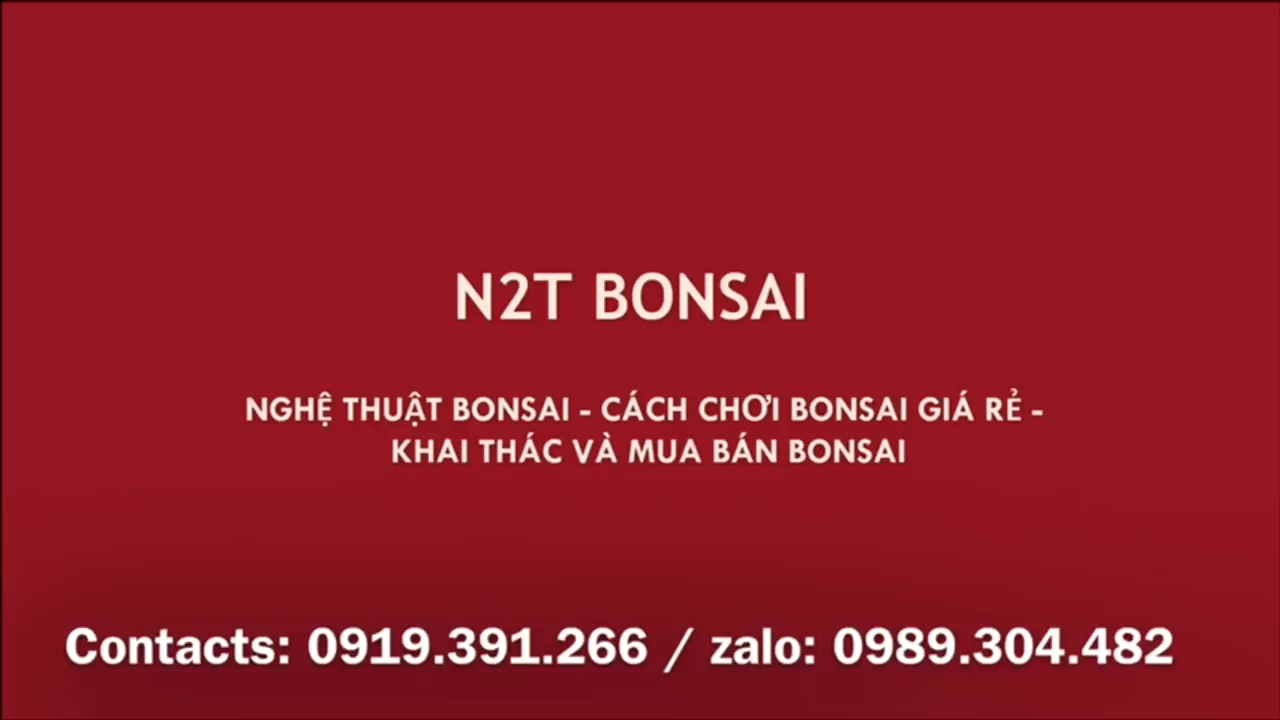 N2T BONSAI
NGHỆ THUẬT BONSAI - CÁCH CHƠI BONSAI GIÁ RẺ -
KHAI THÁC VÀ MUA BÁN BONSAI
Contacts: 0919.391.266 / zalo: 0989.304.482